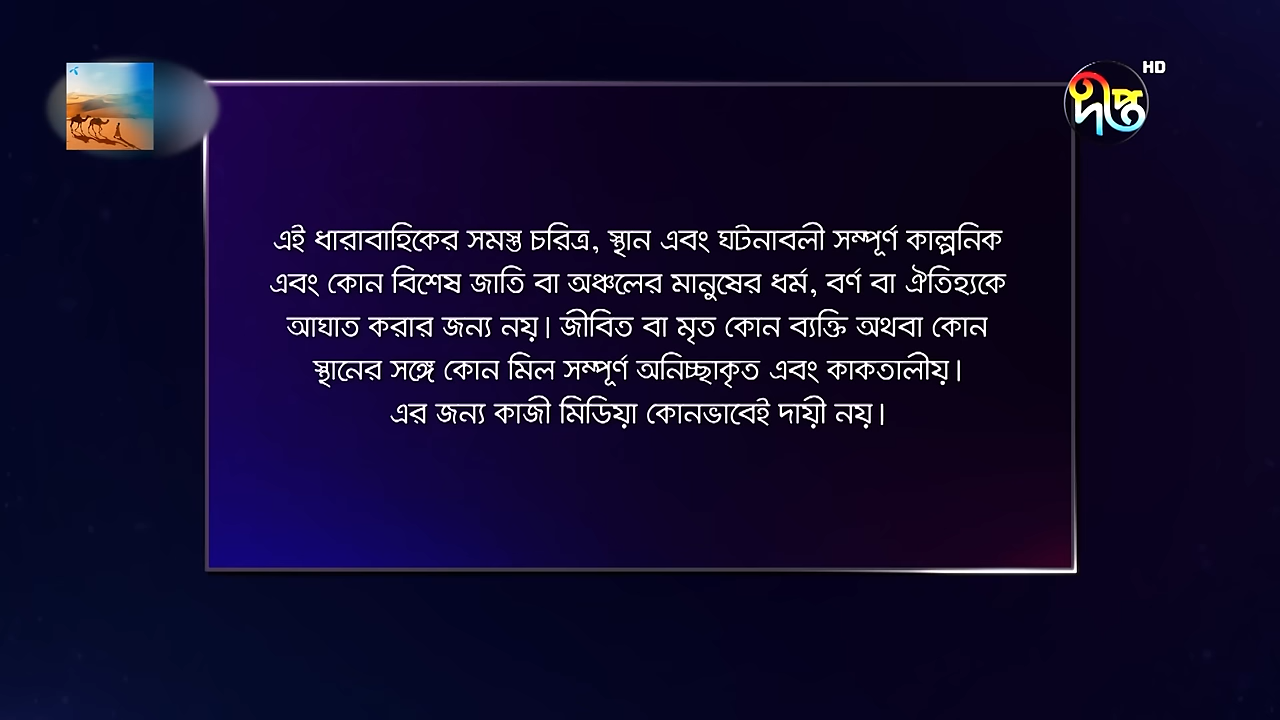 HD
দীপ্ত
এই ধারাবাহিকের সমস্ত চরিত্র, স্থান এবং ঘটনাবলী সম্পূর্ণ কাল্পনিক
এবং কোন বিশেষ জাতি বা অঞ্চলের মানুষের ধর্ম, বর্ণ বা ঐতিহ্যকে
আঘাত করার জন্য নয়। জীবিত বা মৃত কোন ব্যক্তি অথবা কোন
স্থানের সঙ্গে কোন মিল সম্পূর্ণ অনিচ্ছাকৃত এবং কাকতালীয়।
এর জন্য কাজী মিডিয়া কোনভাবেই দায়ী নয়।